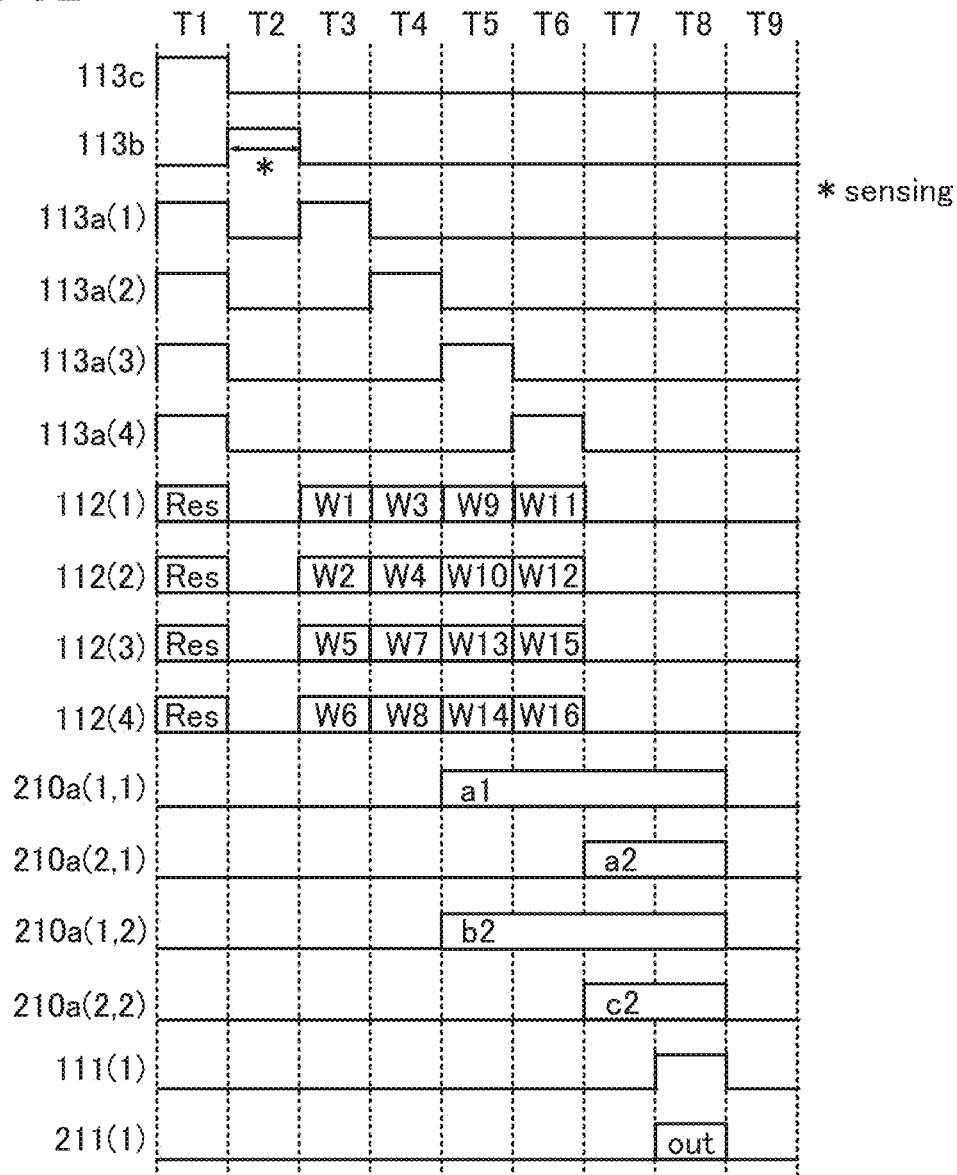 T1 T2 T3 T4 T5 T6 T7 T8 T9
113c
113b
*
* sensing
113a(1)
113a(2)
113a(3)
113a(4)
112(1) Res W1 W3 W9 W11
112(2) Res W2 W4 W10 W12
112(3) Res W5 W7 W13 W15
112(4) Res W6 W8 W14 W16
210a(1,1) a1
210a(2,1) a2
210a(1,2) b2
210a(2,2) c2
111(1)
211(1) out